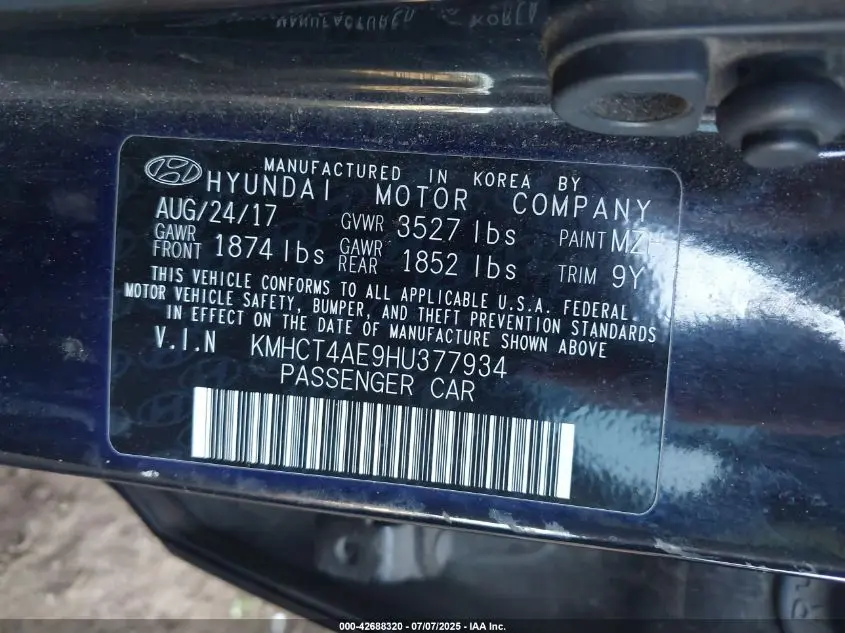 MANUFACTURED IN KOREA BY
HYUNDAI MOTOR COMPANY
AUG/24/17 GVWR 3527 lbs PAINT
GAWR FRONT 1874 lbs GAWR REAR 1852 lbs TRIM 9Y
THIS VEHICLE CONFORMS TO ALL APPLICABLE U.S.A. FEDERAL
MOTOR VEHICLE SAFETY, BUMPER, AND THEFT PREVENTION STANDARDS
IN EFFECT ON THE DATE OF MANUFACTURE SHOWN ABOVE
V.I.N KMHCT4AE9HU377934
PASSENGER CAR
000-42688320 / 07/07/2025 - IAA Inc.